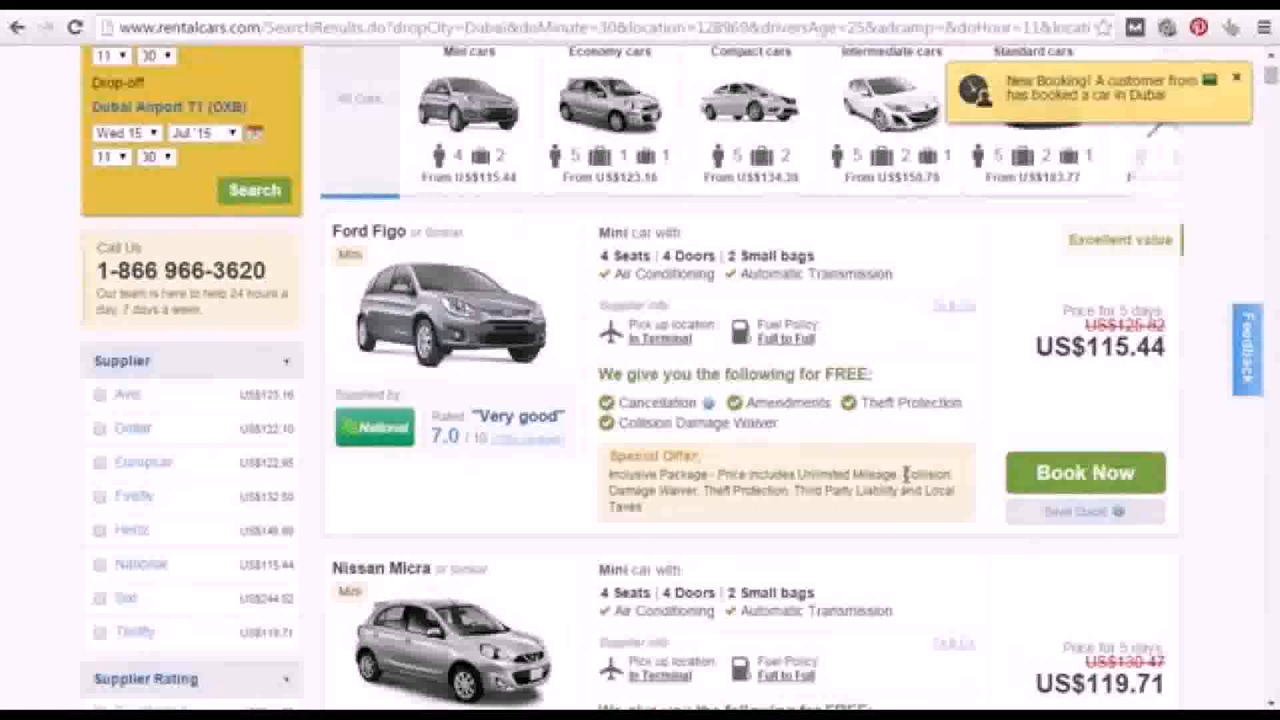 www.rentalcars.com/SearchResults.do?dropCity=Dubai&doMinute=30&location=128969&driversAge=25&adcamp=&doHour=11&locati
11 30
Drop-off
Dubai Airport T1 (DXB)
Wed 15 Jul '15
11 30
Search
Call Us
1-866 966-3620
Our team is here to help 24 hours a
day, 7 days a week.
Supplier
Avis US$123.16
Dollar US$122.10
Europcar US$122.95
Firefly US$132.50
Hertz
National US$115.44
Sixt
Thrifty US$119.71
Supplier Rating
All Cars
Mini cars
4 2
From US$115.44
Economy cars
5 1 1
From US$123.16
Compact cars
5 2
From US$134.38
Intermediate cars
5 2 1
From US$150.76
Standard cars
5 2 1
From US$183.77
New Booking! A customer from
has booked a car in Dubai
Ford Figo or Similar
Mini
Supplied by
National
Rated "Very good"
7.0 / 10
Mini car with:
4 Seats | 4 Doors | 2 Small bags
Air Conditioning Automatic Transmission
Supplier info
Pick up location:
In Terminal
Fuel Policy:
Full to Full
We give you the following for FREE:
Cancellation Amendments Theft Protection
Collision Damage Waiver
Special Offer:
Inclusive Package - Price includes Unlimited Mileage, Collision
Damage Waiver, Theft Protection, Third Party Liability and Local
Taxes
Excellent value
Price for 5 days:
US$125.82
US$115.44
Book Now
Save Quote
Feedback
Nissan Micra or Similar
Mini
Mini car with:
4 Seats | 4 Doors | 2 Small bags
Air Conditioning Automatic Transmission
Supplier info
Pick up location:
In Terminal
Fuel Policy:
Full to Full
We give you the following for FREE:
Price for 5 days:
US$130.47
US$119.71